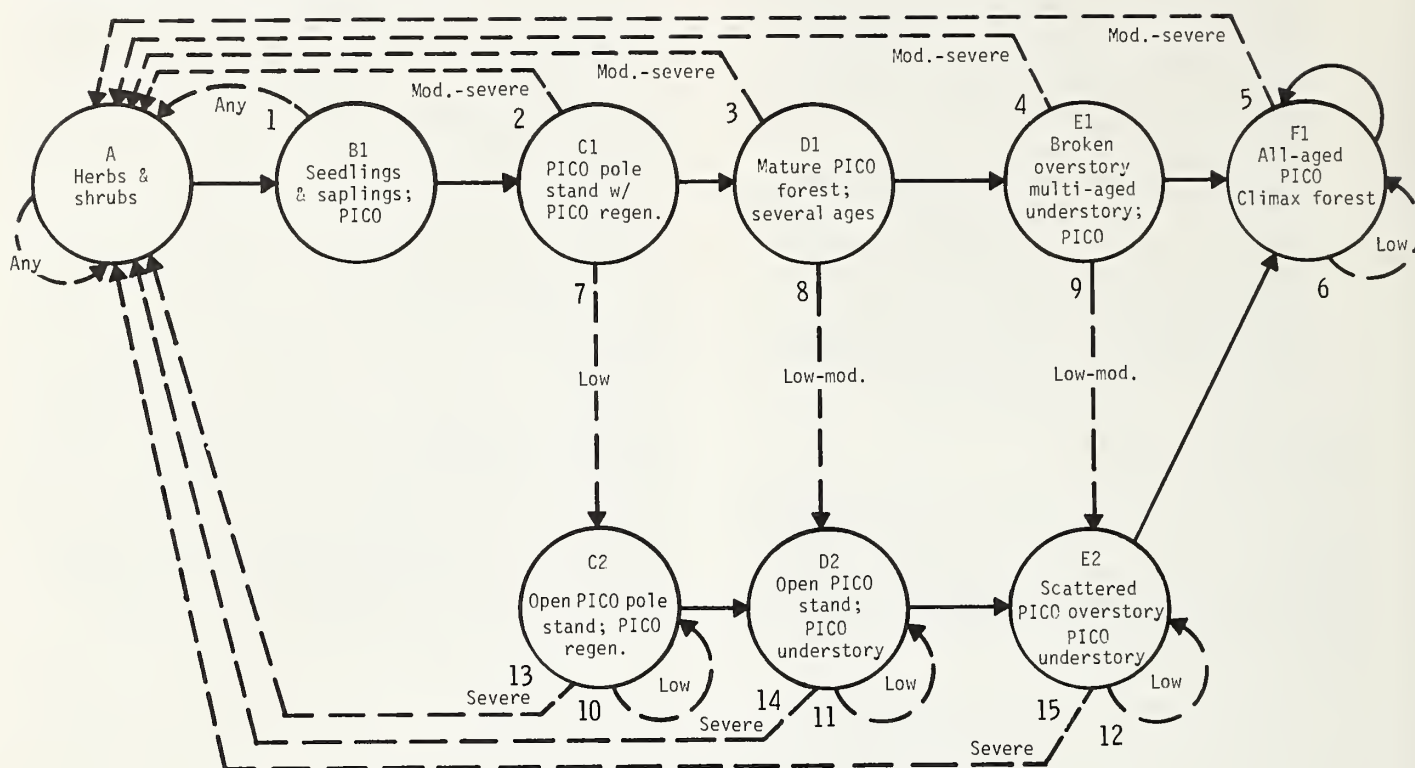 Mod.-severe
Mod.-severe
Mod.-severe
Mod.-severe
Any
1
2
3
4
5
A
Herbs &
shrubs
B1
Seedlings
& saplings;
PICO
C1
PICO pole
stand w/
PICO regen.
D1
Mature PICO
forest;
several ages
E1
Broken
overstory
multi-aged
understory;
PICO
F1
All-aged
PICO
Climax forest
Any
Low
7
8
9
6
Low
Low-mod.
Low-mod.
C2
Open PICO pole
stand; PICO
regen.
D2
Open PICO
stand;
PICO
understory
E2
Scattered
PICO overstory
PICO
understory
13
Severe
10
Low
14
Severe
11
Low
15
Severe
12
Low